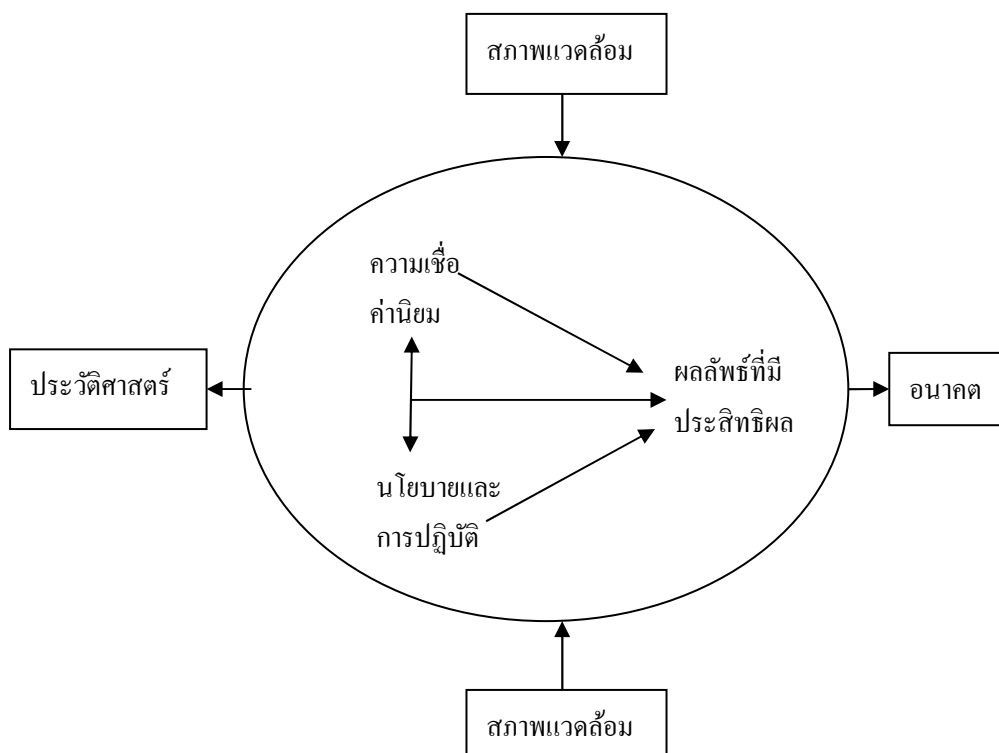 สภาพแวดล้อม
ความเชื่อ
ค่านิยม
ประวัติศาสตร์
ผลลัพธ์ที่มี
ประสิทธิผล
อนาคต
นโยบายและ
การปฏิบัติ
สภาพแวดล้อม